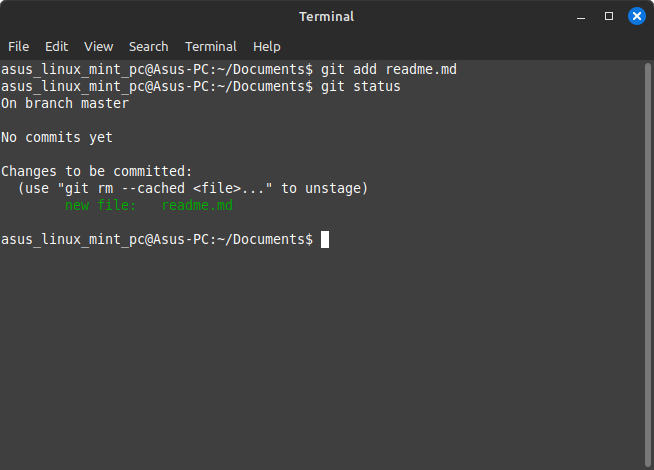 Terminal
File Edit View Search Terminal Help
asus_linux_mint_pc@Asus-PC:~/Documents$ git add readme.md
asus_linux_mint_pc@Asus-PC:~/Documents$ git status
On branch master
No commits yet
Changes to be committed:
  (use "git rm --cached <file>..." to unstage)
        new file:   readme.md
asus_linux_mint_pc@Asus-PC:~/Documents$